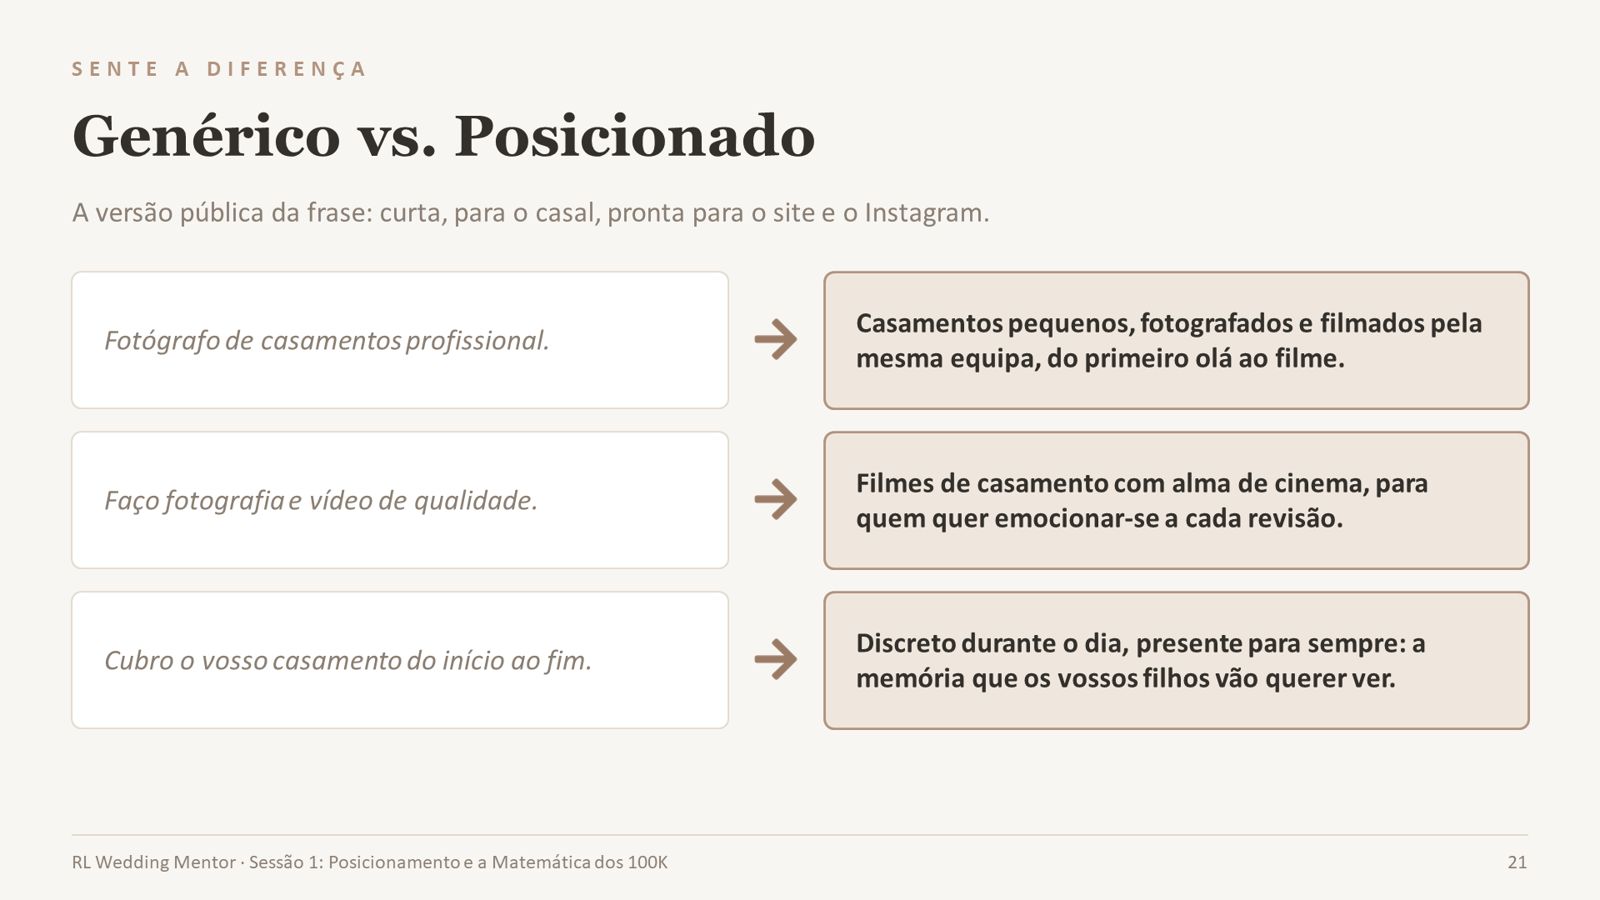 SENTE A DIFERENÇA
Genérico vs. Posicionado
A versão pública da frase: curta, para o casal, pronta para o site e o Instagram.
Fotógrafo de casamentos profissional.
Casamentos pequenos, fotografados e filmados pela
mesma equipa, do primeiro olá ao filme.
Faço fotografia e vídeo de qualidade.
Filmes de casamento com alma de cinema, para
quem quer emocionar-se a cada revisão.
Cubro o vosso casamento do início ao fim.
Discreto durante o dia, presente para sempre: a
memória que os vossos filhos vão querer ver.
RL Wedding Mentor · Sessão 1: Posicionamento e a Matemática dos 100K
21